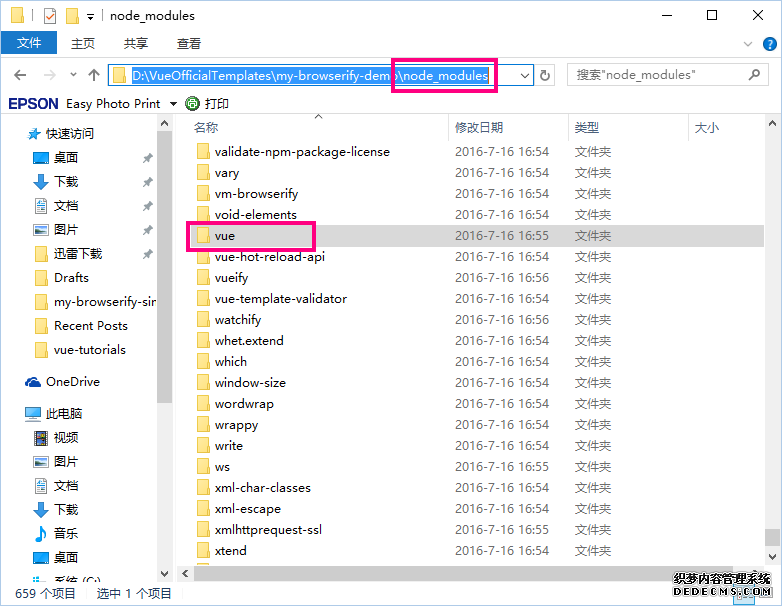 node_modules
文件 主页 共享 查看
D:\VueOfficialTemplates\my-browserify-demo\node_modules 搜索"node_modules"
EPSON Easy Photo Print 打印
名称 修改日期 类型 大小
快速访问
桌面
下载
文档
图片
迅雷下载
Drafts
my-browserify-sir
Recent Posts
vue-tutorials
OneDrive
此电脑
视频
图片
文档
下载
音乐
桌面
系统 (C:)
validate-npm-package-license 2016-7-16 16:54 文件夹
vary 2016-7-16 16:54 文件夹
vm-browserify 2016-7-16 16:54 文件夹
void-elements 2016-7-16 16:54 文件夹
vue 2016-7-16 16:55 文件夹
vue-hot-reload-api 2016-7-16 16:54 文件夹
vueify 2016-7-16 16:56 文件夹
vue-template-validator 2016-7-16 16:54 文件夹
watchify 2016-7-16 16:56 文件夹
whet.extend 2016-7-16 16:54 文件夹
which 2016-7-16 16:54 文件夹
window-size 2016-7-16 16:54 文件夹
wordwrap 2016-7-16 16:54 文件夹
wrappy 2016-7-16 16:54 文件夹
write 2016-7-16 16:54 文件夹
ws 2016-7-16 16:55 文件夹
xml-char-classes 2016-7-16 16:54 文件夹
xml-escape 2016-7-16 16:54 文件夹
xmlhttprequest-ssl 2016-7-16 16:55 文件夹
xtend 2016-7-16 16:54 文件夹
659 个项目 选中 1 个项目
织梦内容管理系统
DEDECMS.COM